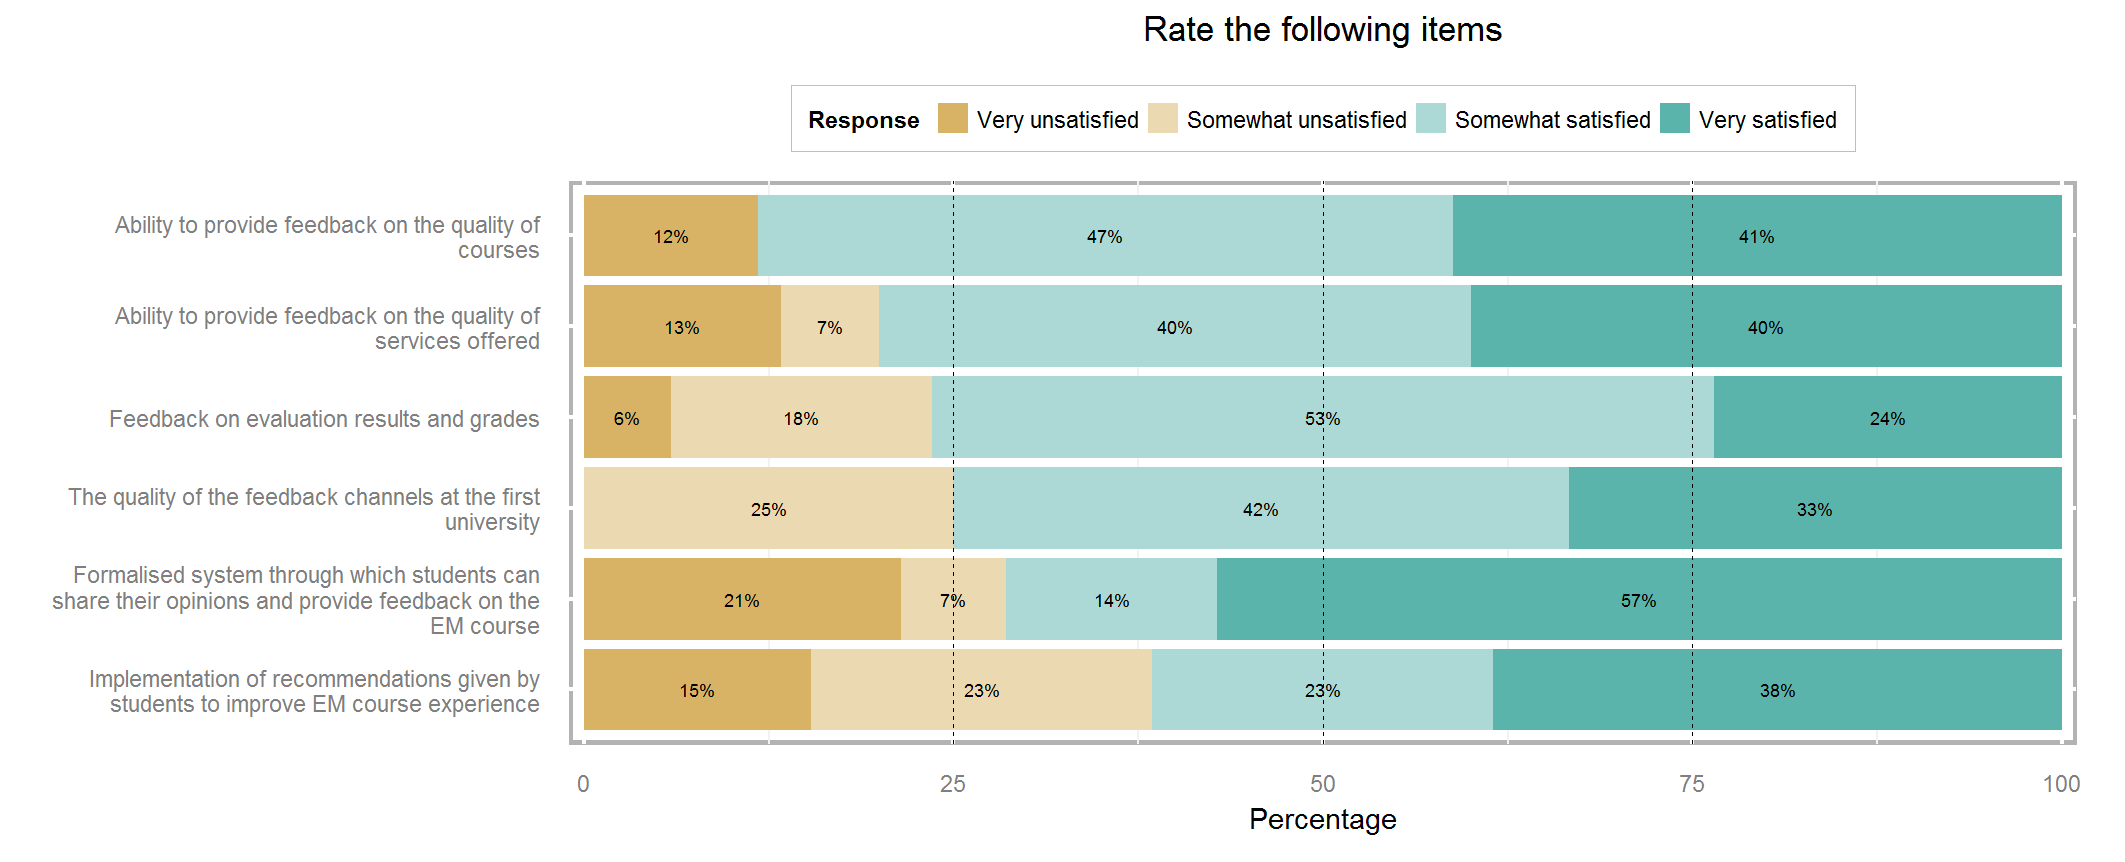 Rate the following items
Response Very unsatisfied Somewhat unsatisfied Somewhat satisfied Very satisfied
Ability to provide feedback on the quality of
courses
12% 47% 41%
Ability to provide feedback on the quality of
services offered
13% 7% 40% 40%
Feedback on evaluation results and grades
6% 18% 53% 24%
The quality of the feedback channels at the first
university
25% 42% 33%
Formalised system through which students can
share their opinions and provide feedback on the
EM course
21% 7% 14% 57%
Implementation of recommendations given by
students to improve EM course experience
15% 23% 23% 38%
0 25 50 75 100
Percentage